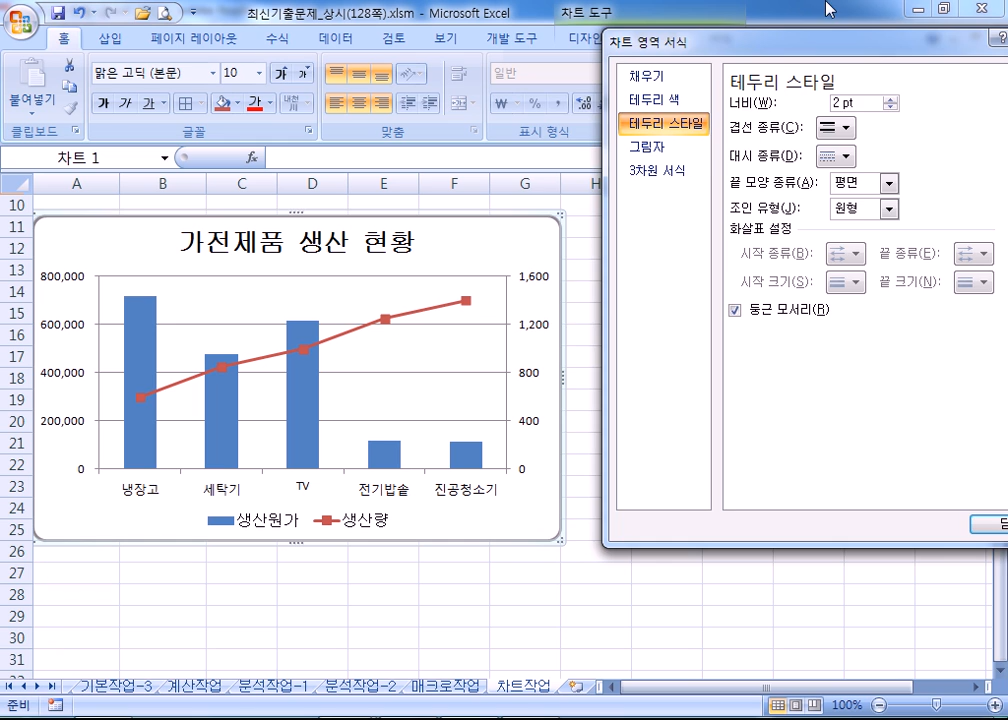 최신기출문제_상시(128쪽).xlsm - Microsoft Excel 차트 도구
홈 삽입 페이지 레이아웃 수식 데이터 검토 보기 개발 도구 디자인
붙여넣기 맑은 고딕 (본문) 10 가 가 일반
가 가 가 가 내천 % , .00
클립보드 글꼴 맞춤 표시 형식
차트 1 fx
A B C D E F G H
10
11
12
13
14
15
16
17
18
19
20
21
22
23
24
25
26
27
28
29
30
31
가전제품 생산 현황
800,000 1,600
600,000 1,200
400,000 800
200,000 400
0 0
냉장고 세탁기 TV 전기밥솥 진공청소기
생산원가 생산량
차트 영역 서식
채우기
테두리 색
테두리 스타일
그림자
3차원 서식
테두리 스타일
너비(W): 2 pt
겹선 종류(C):
대시 종류(D):
끝 모양 종류(A): 평면
조인 유형(J): 원형
화살표 설정
시작 종류(B): 끝 종류(E):
시작 크기(S): 끝 크기(N):
둥근 모서리(R)
기본작업-3 계산작업 분석작업-1 분석작업-2 매크로작업 차트작업
준비 100%